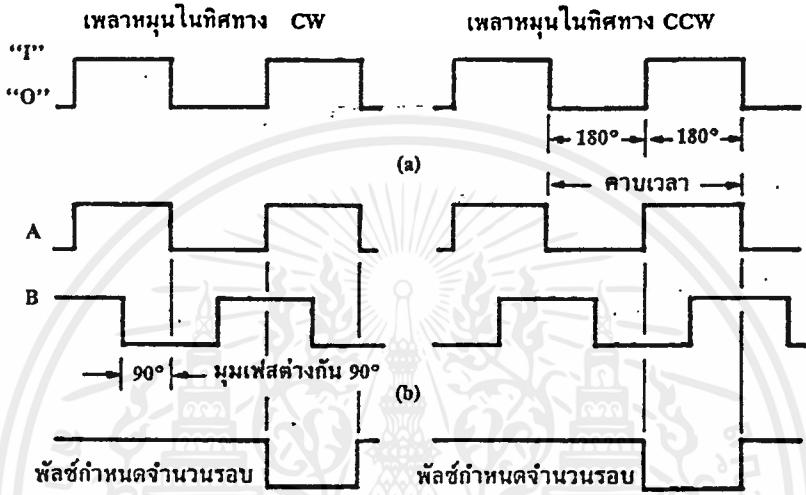 เพลาหมุนในทิศทาง CW
เพลาหมุนในทิศทาง CCW
“I”
“O”
180°
180°
(a)
คาบเวลา
A
B
90°
มุมเฟสต่างกัน 90°
(b)
พัลซ์กำหนดจำนวนรอบ
พัลซ์กำหนดจำนวนรอบ